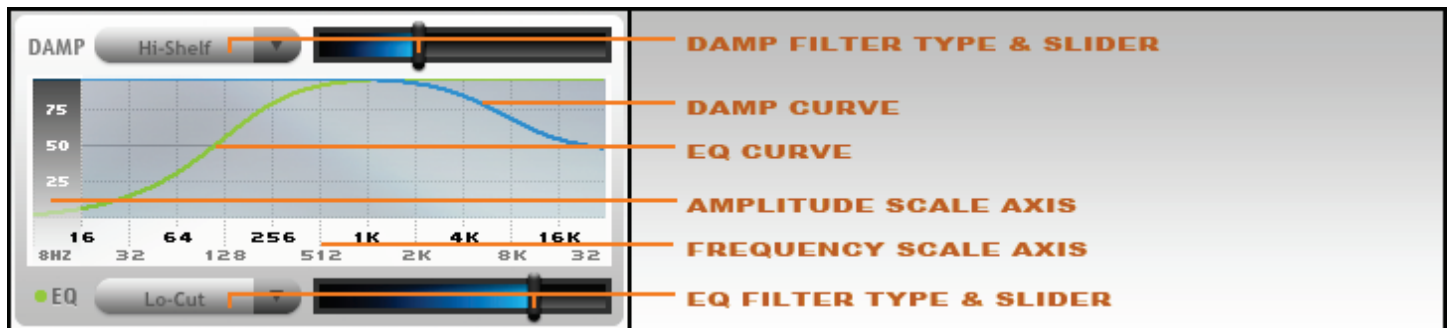 DAMP Hi-Shelf
DAMP FILTER TYPE & SLIDER
75
DAMP CURVE
50
EQ CURVE
25
AMPLITUDE SCALE AXIS
16 64 256 1K 4K 16K
8HZ 32 128 512 2K 8K 32
FREQUENCY SCALE AXIS
EQ Lo-Cut
EQ FILTER TYPE & SLIDER